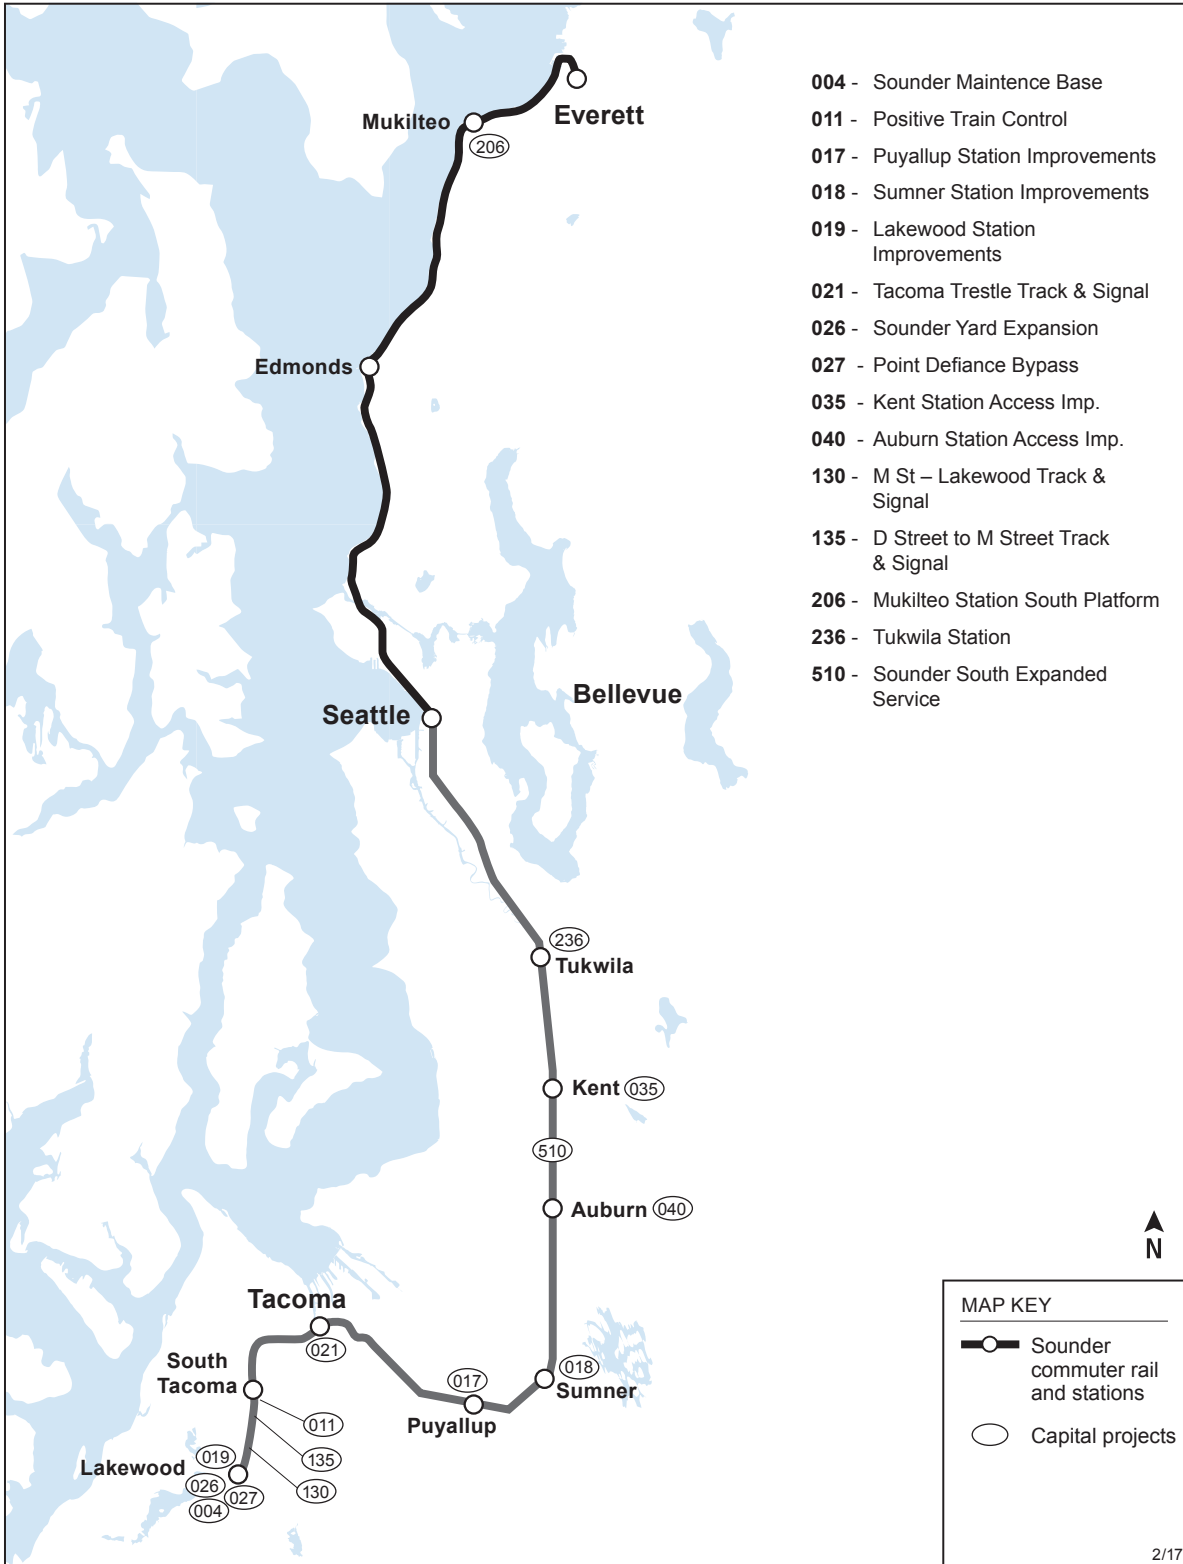 Everett
Mukilteo
206
Edmonds
Seattle
Bellevue
236
Tukwila
Kent 035
510
Auburn 040
Tacoma
021
South
Tacoma
018
Sumner
017
Puyallup
011
135
130
019
Lakewood
026
027
004
004 - Sounder Maintence Base
011 - Positive Train Control
017 - Puyallup Station Improvements
018 - Sumner Station Improvements
019 - Lakewood Station
Improvements
021 - Tacoma Trestle Track & Signal
026 - Sounder Yard Expansion
027 - Point Defiance Bypass
035 - Kent Station Access Imp.
040 - Auburn Station Access Imp.
130 - M St – Lakewood Track &
Signal
135 - D Street to M Street Track
& Signal
206 - Mukilteo Station South Platform
236 - Tukwila Station
510 - Sounder South Expanded
Service
N
MAP KEY
Sounder
commuter rail
and stations
Capital projects
2/17